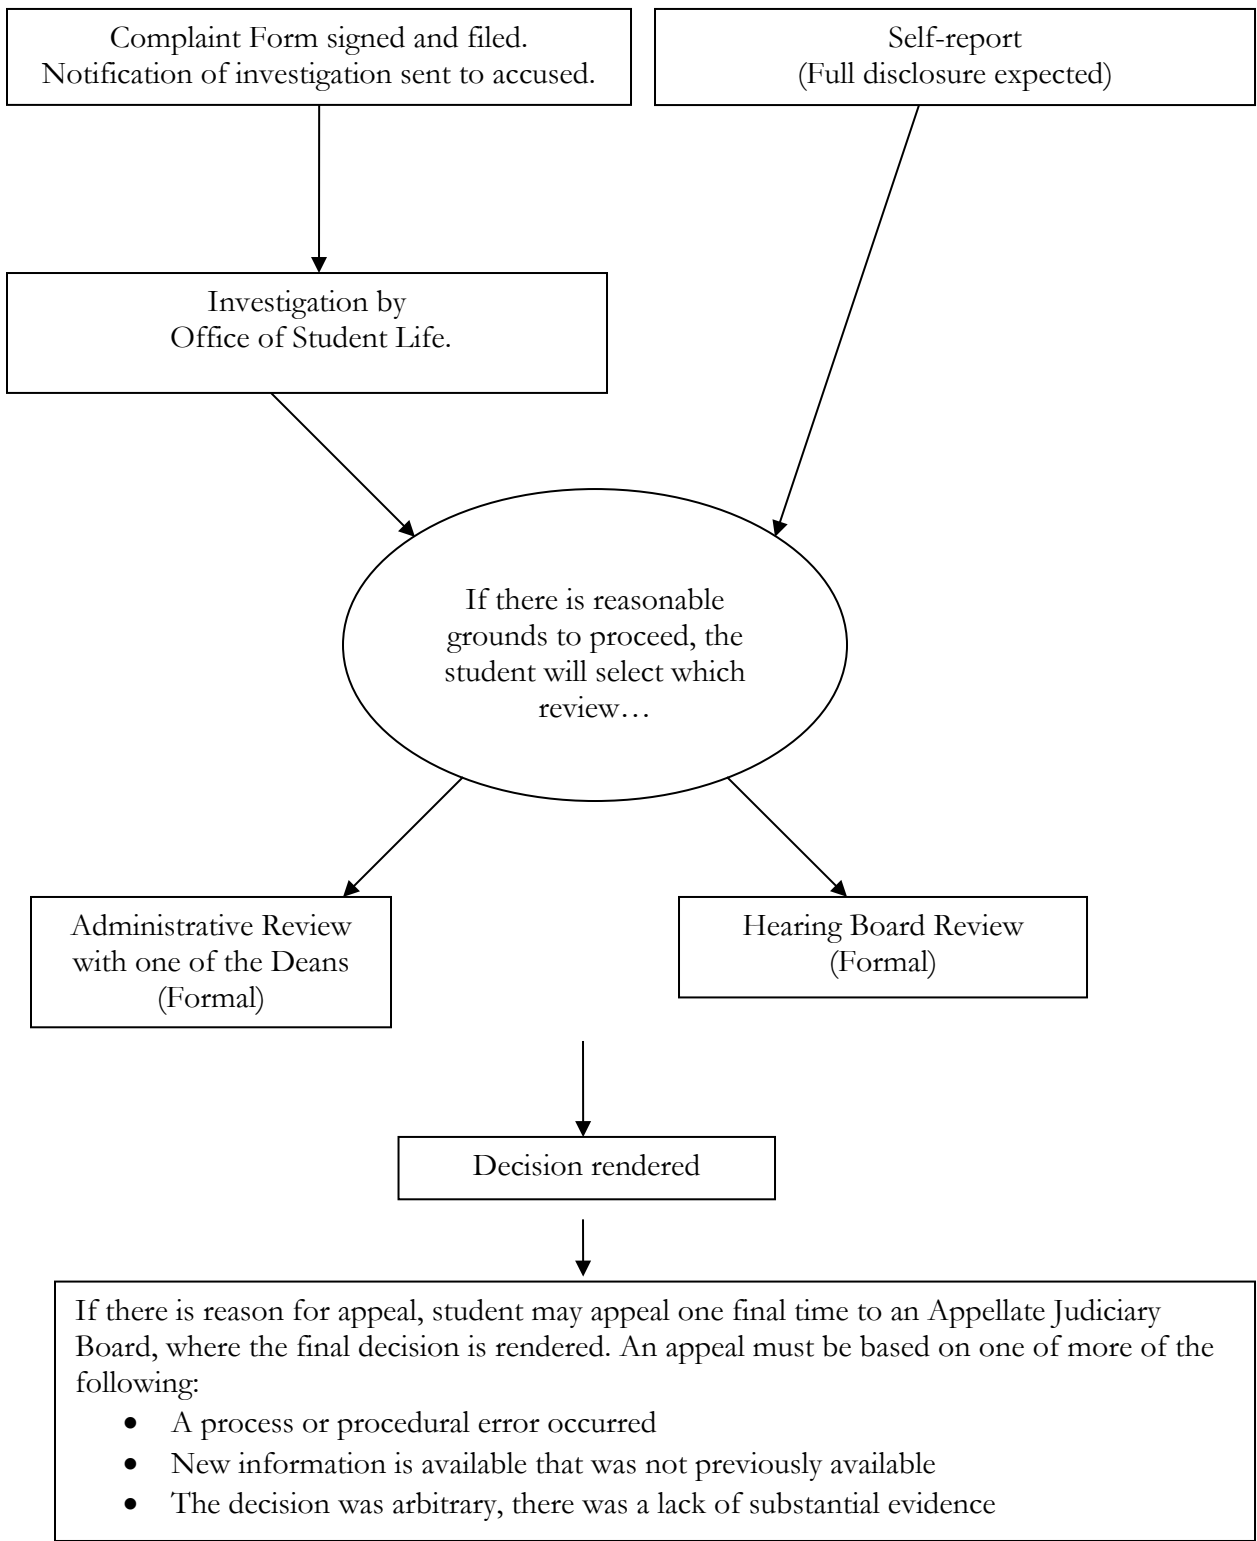 Complaint Form signed and filed.
Notification of investigation sent to accused.
Self-report
(Full disclosure expected)
Investigation by
Office of Student Life.
If there is reasonable
grounds to proceed, the
student will select which
review…
Administrative Review
with one of the Deans
(Formal)
Hearing Board Review
(Formal)
Decision rendered
If there is reason for appeal, student may appeal one final time to an Appellate Judiciary
Board, where the final decision is rendered. An appeal must be based on one of more of the
following:
• A process or procedural error occurred
• New information is available that was not previously available
• The decision was arbitrary, there was a lack of substantial evidence